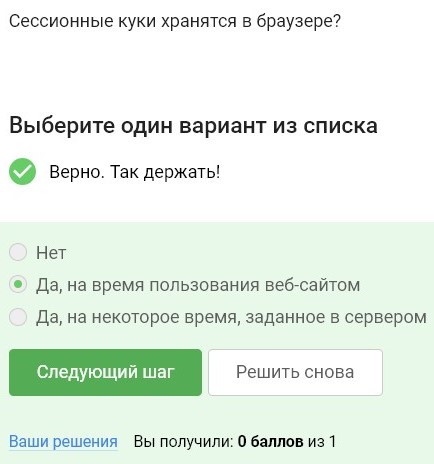 Сессионные куки хранятся в браузере?
Выберите один вариант из списка
Верно. Так держать!
Нет
Да, на время пользования веб-сайтом
Да, на некоторое время, заданное в сервером
Следующий шаг
Решить снова
Ваши решения Вы получили: 0 баллов из 1